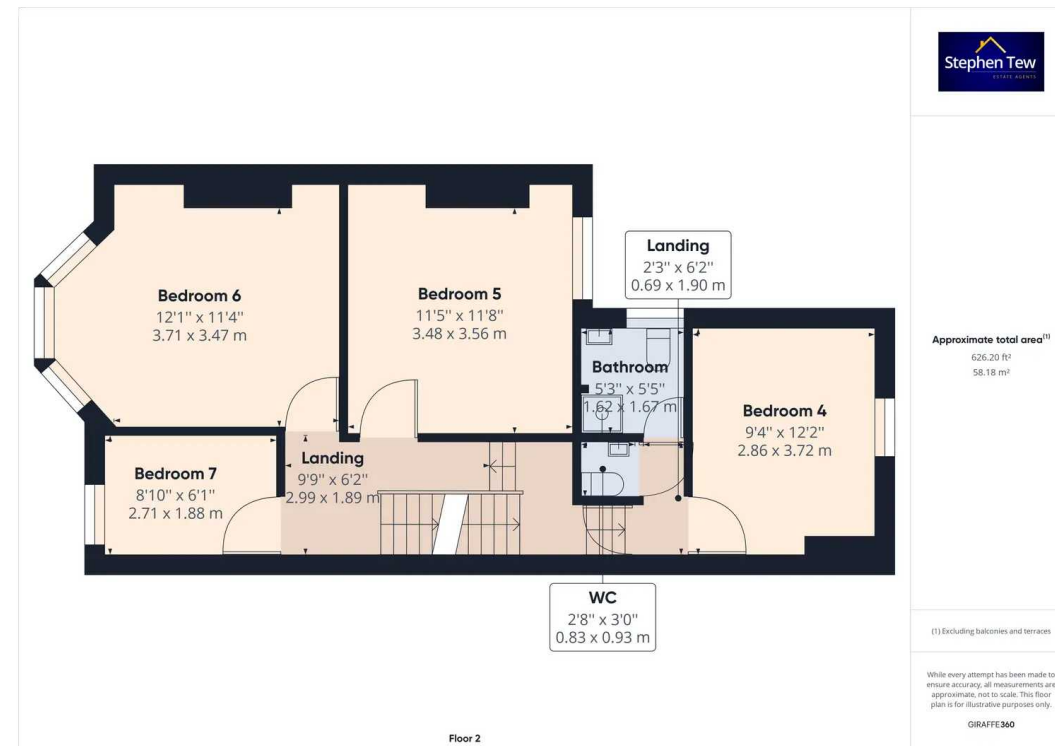 Stephen Tew
ESTATE AGENTS
Landing
2'3" x 6'2"
0.69 x 1.90 m
Bedroom 6
12'1" x 11'4"
3.71 x 3.47 m
Bedroom 5
11'5" x 11'8"
3.48 x 3.56 m
Bathroom
5'3" x 5'5"
1.62 x 1.67 m
Bedroom 4
9'4" x 12'2"
2.86 x 3.72 m
Bedroom 7
8'10" x 6'1"
2.71 x 1.88 m
Landing
9'9" x 6'2"
2.99 x 1.89 m
WC
2'8" x 3'0"
0.83 x 0.93 m
Floor 2
Approximate total area(1)
626.20 ft²
58.18 m²
(1) Excluding balconies and terraces
While every attempt has been made to
ensure accuracy, all measurements are
approximate, not to scale. This floor
plan is for illustrative purposes only.
GIRAFFE360